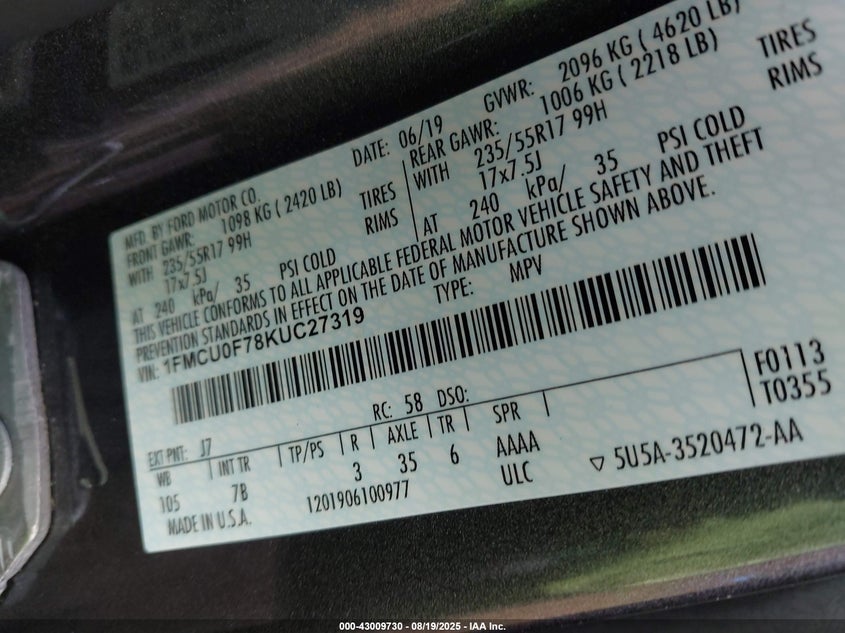 MFD. BY FORD MOTOR CO.
DATE: 06/19
GVWR: 2096 KG ( 4620 LB)
FRONT GAWR: 1098 KG ( 2420 LB)
REAR GAWR: 1006 KG ( 2218 LB)
WITH 235/55R17 99H TIRES
WITH 235/55R17 99H TIRES
17x7.5J RIMS
17x7.5J RIMS
AT 240 kPa/ 35 PSI COLD
AT 240 kPa/ 35 PSI COLD
THIS VEHICLE CONFORMS TO ALL APPLICABLE FEDERAL MOTOR VEHICLE SAFETY AND THEFT
PREVENTION STANDARDS IN EFFECT ON THE DATE OF MANUFACTURE SHOWN ABOVE.
VIN: 1FMCU0F78KUC27319
TYPE: MPV
F0113
T0355
EXT PNT: J7
RC: 58 DSO:
WB INT TR TP/PS R AXLE TR SPR
105 7B 3 35 6 AAAA
ULC
MADE IN U.S.A.
1201906100977
▽ 5U5A-3520472-AA
000-43009730 - 08/19/2025 - IAA Inc.